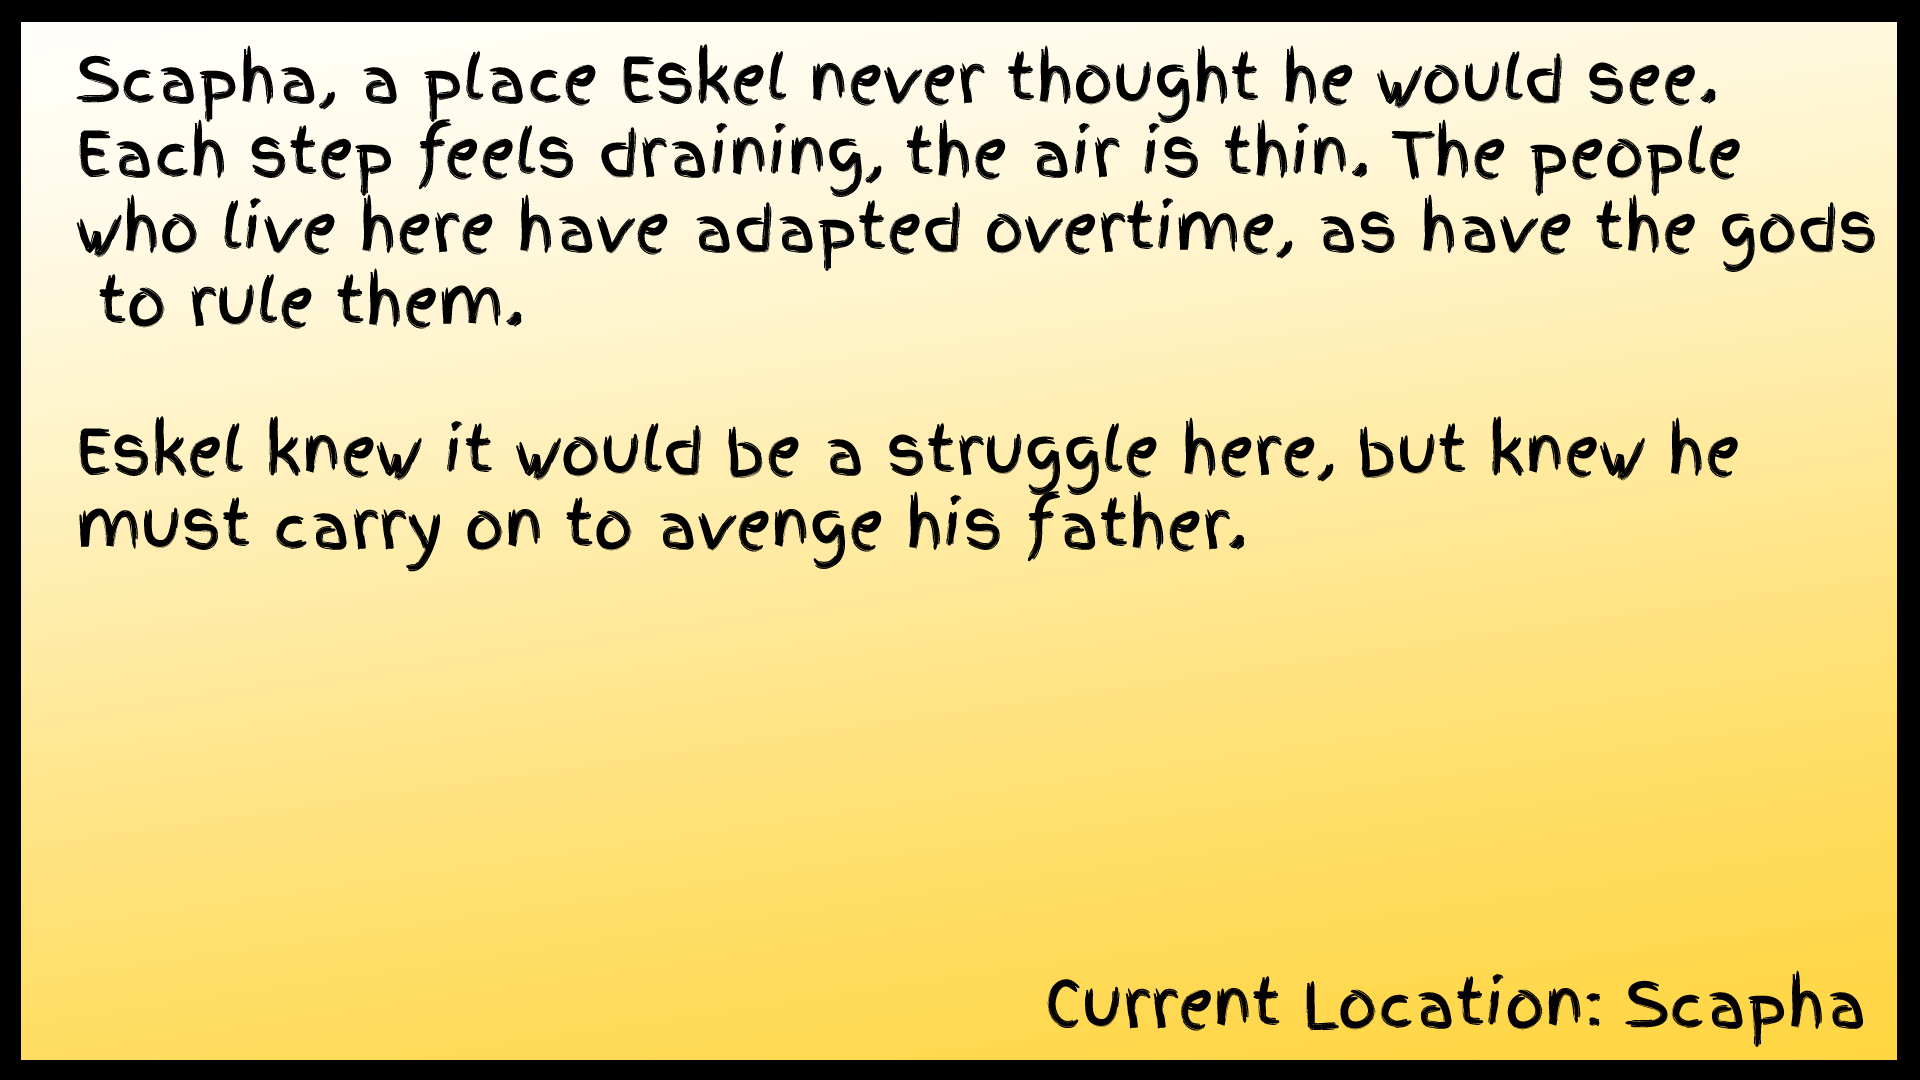 Scapha, a place Eskel never thought he would see.
Each step feels draining, the air is thin. The people
who live here have adapted overtime, as have the gods
to rule them.
Eskel knew it would be a struggle here, but knew he
must carry on to avenge his father.
Current Location: Scapha